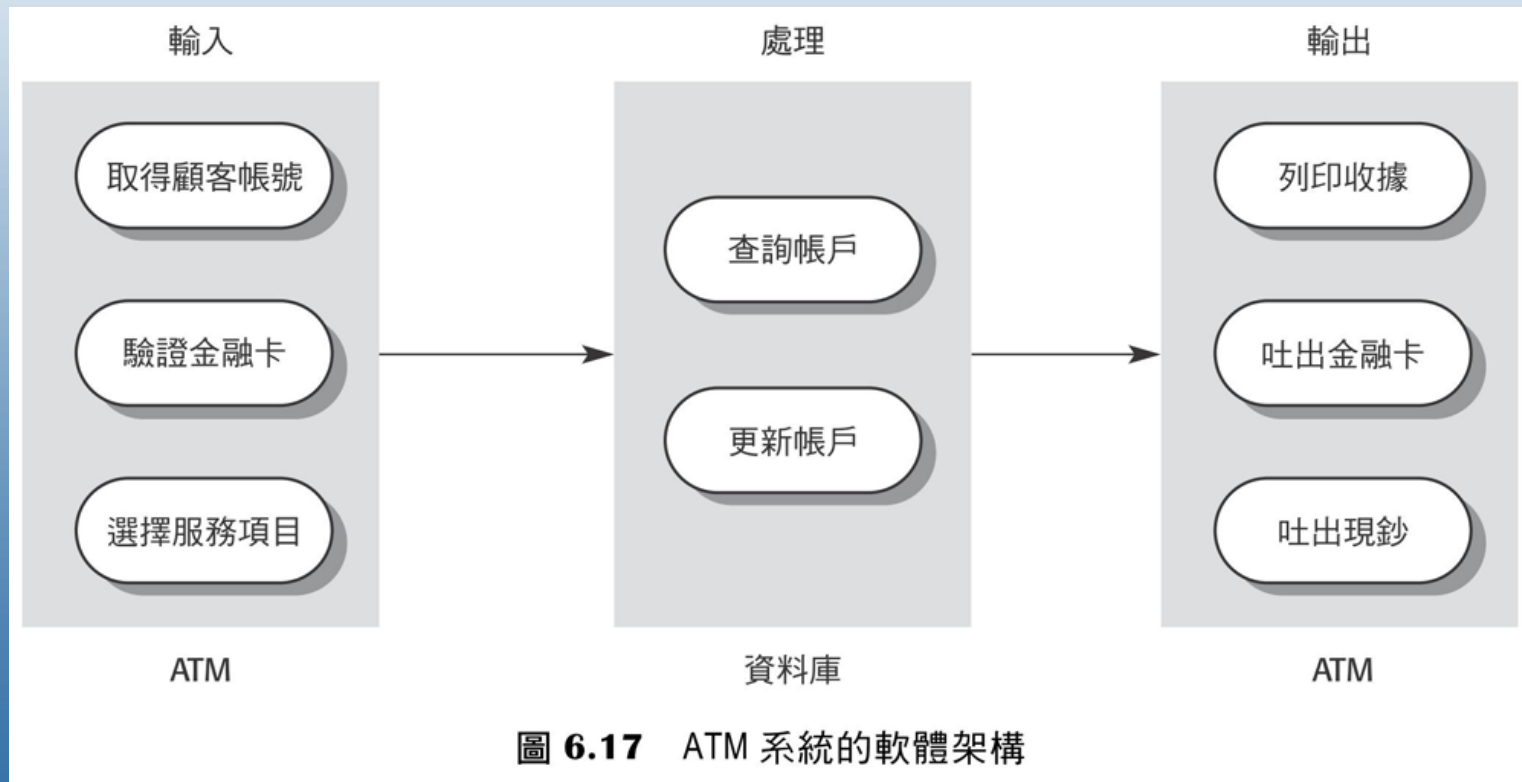 輸入
取得顧客帳號
驗證金融卡
選擇服務項目
ATM
處理
查詢帳戶
更新帳戶
資料庫
輸出
列印收據
吐出金融卡
吐出現鈔
ATM
圖 6.17 ATM 系統的軟體架構